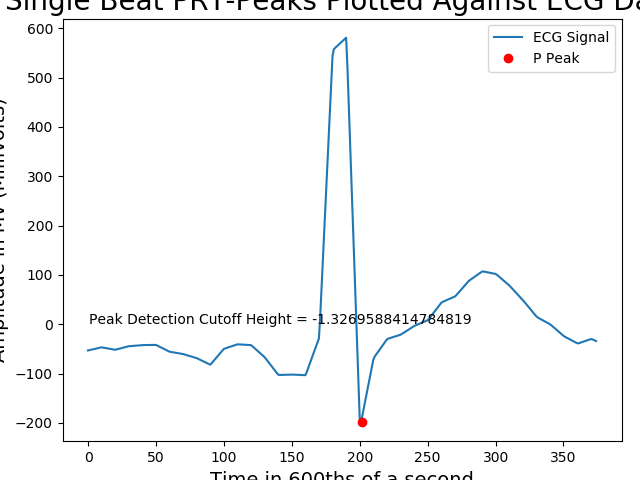 Single Beat PRT-Peaks Plotted Against ECG Da
600
500
400
300
200
100
0
−100
−200
Amplitude in MV (Millivolts)
ECG Signal
P Peak
Peak Detection Cutoff Height = -1.3269588414784819
0 50 100 150 200 250 300 350
Time in 600ths of a second